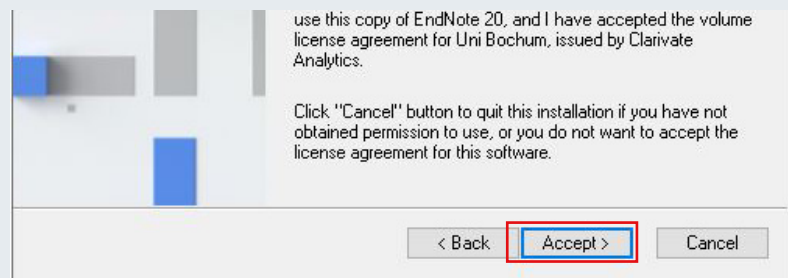 use this copy of EndNote 20, and I have accepted the volume
license agreement for Uni Bochum, issued by Clarivate
Analytics.
Click "Cancel" button to quit this installation if you have not
obtained permission to use, or you do not want to accept the
license agreement for this software.
< Back Accept > Cancel